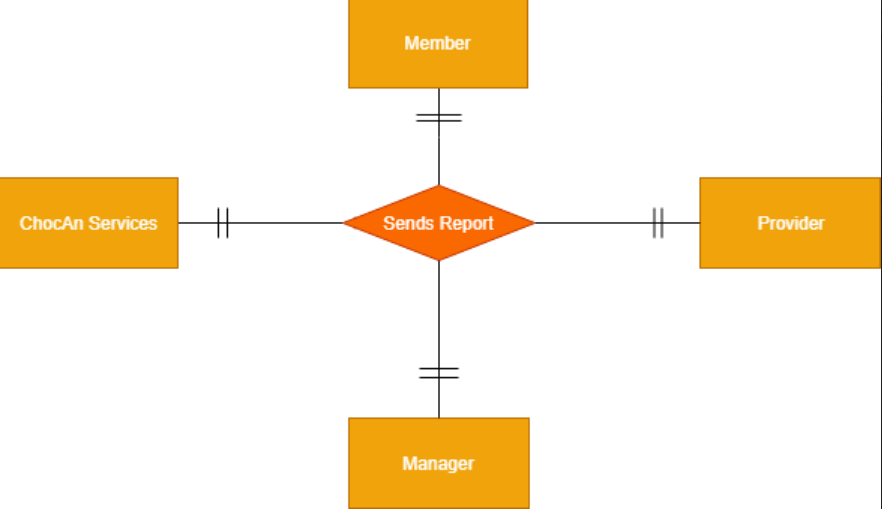 Member
ChocAn Services
Sends Report
Provider
Manager